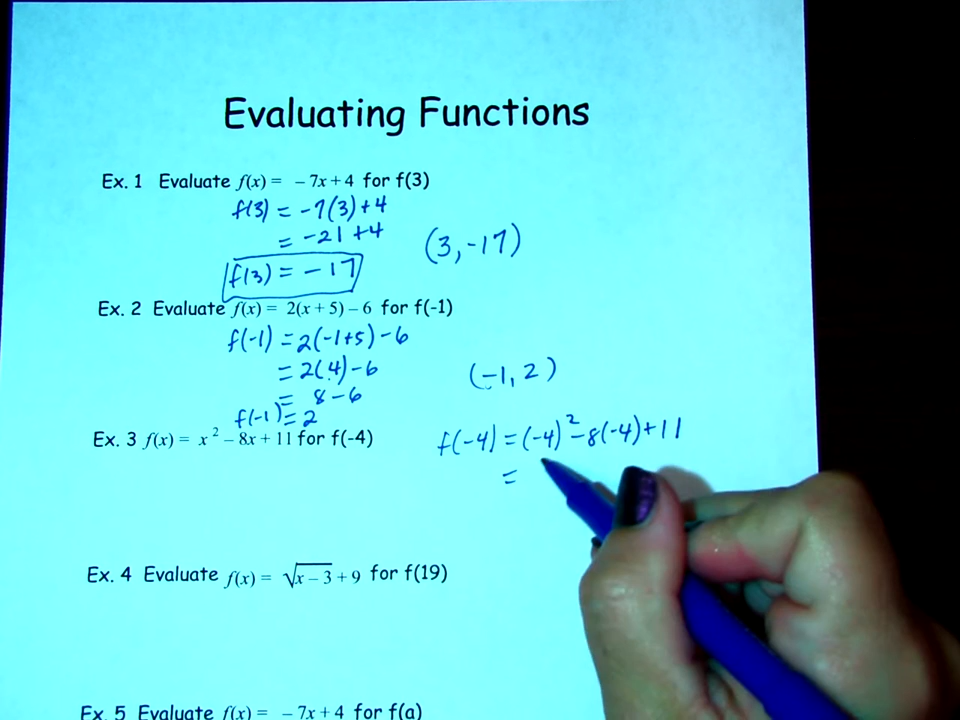 Evaluating Functions
Ex. 1 Evaluate f(x) = – 7x + 4 for f(3)
f(3) = -7(3)+4
= -21 +4
f(3) = -17
(3, -17)
Ex. 2 Evaluate f(x) = 2(x + 5) – 6 for f(-1)
f(-1) = 2(-1+5) -6
= 2(4) -6
= 8 - 6
f(-1) = 2
(-1, 2)
Ex. 3 f(x) = x² – 8x + 11 for f(-4)
f(-4) = (-4)² -8(-4)+11
=
Ex. 4 Evaluate f(x) = √(x – 3) + 9 for f(19)
Ex. 5 Evaluate f(x) = – 7x + 4 for f(a)